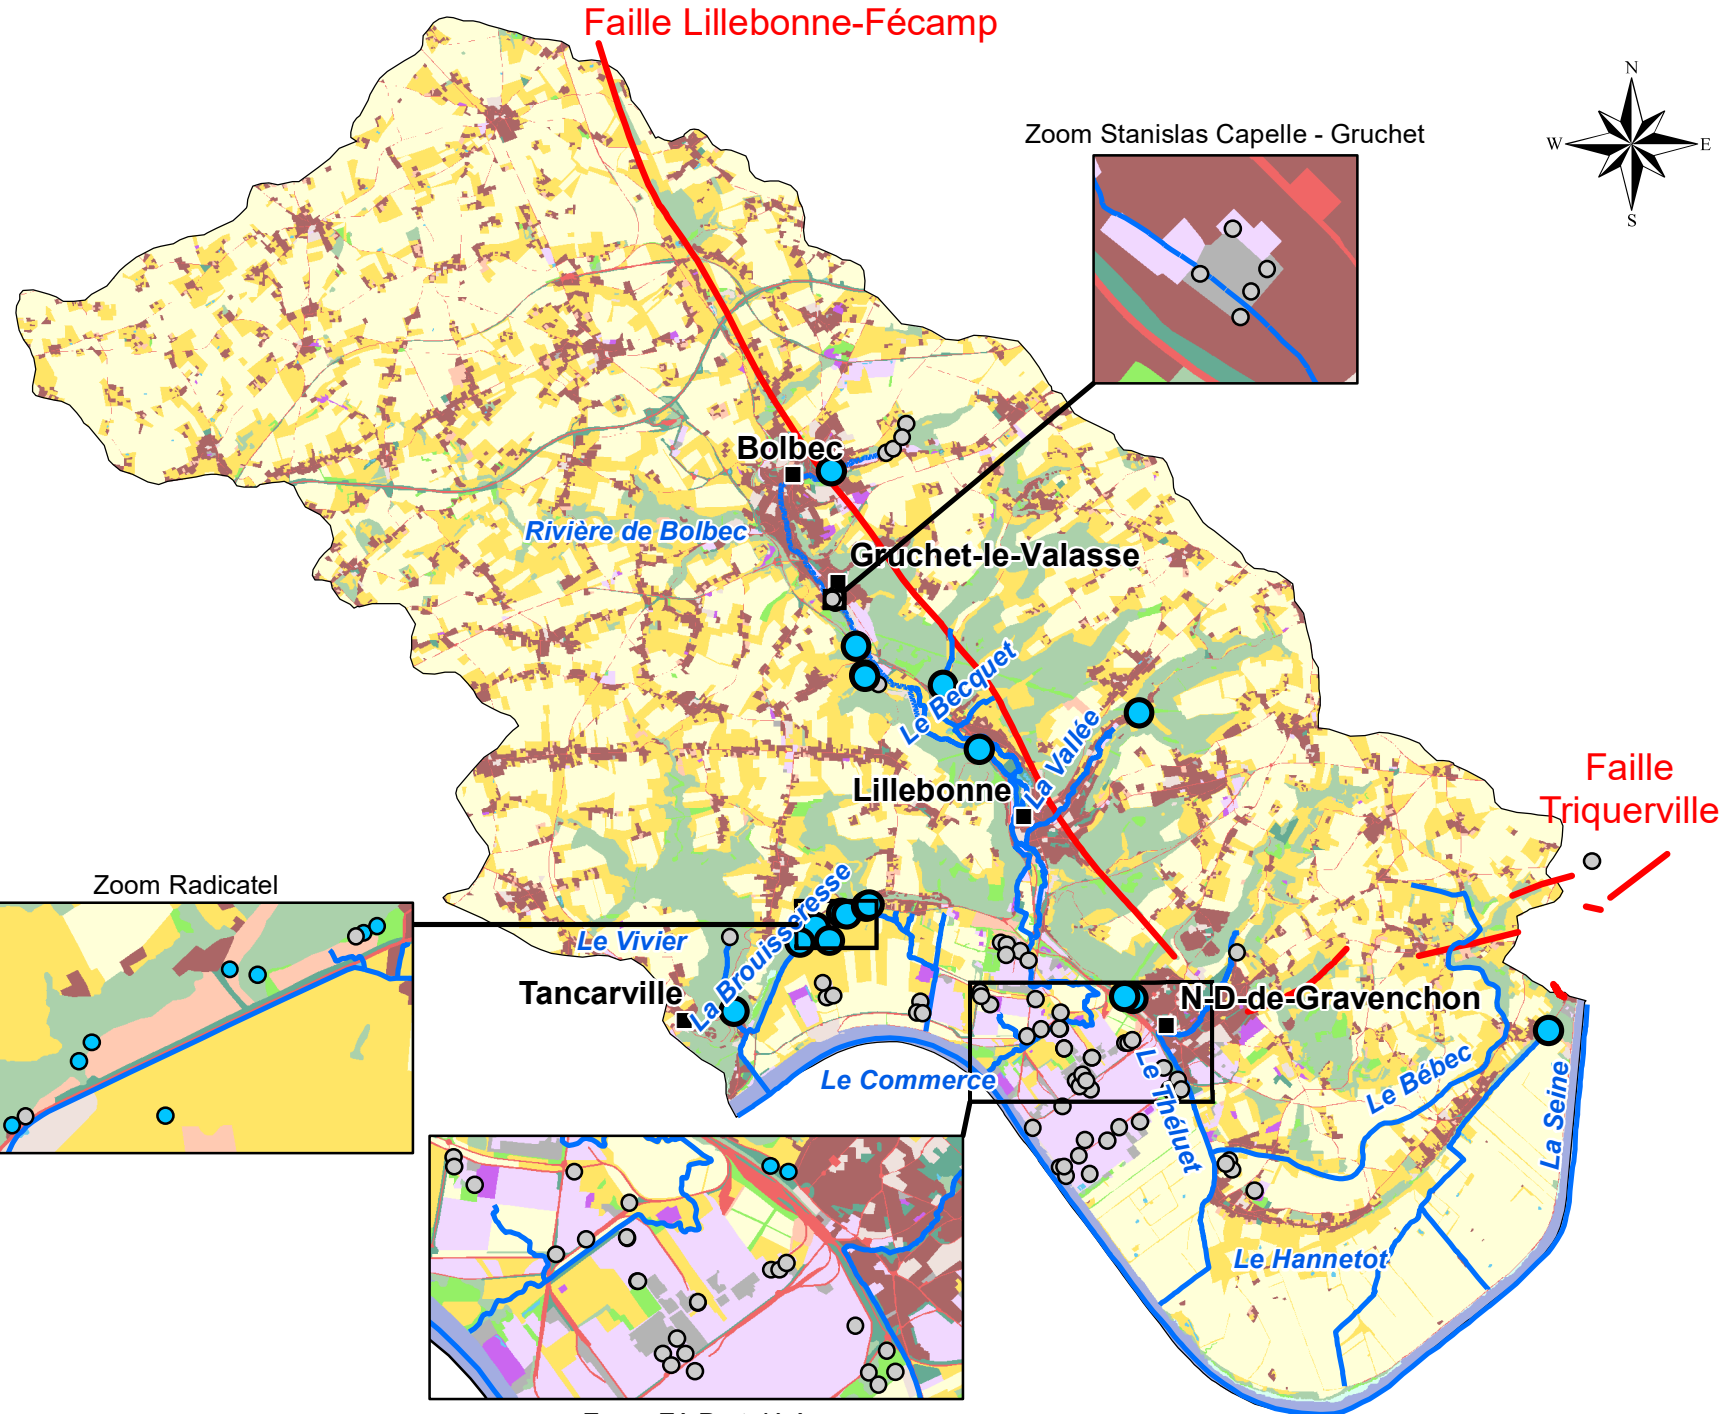 Faille Lillebonne-Fécamp
N
W
E
S
Zoom Stanislas Capelle - Gruchet
Bolbec
Rivière de Bolbec
Gruchet-le-Valasse
Le Becquet
La Vallée
Lillebonne
Faille
Triquerville
Zoom Radicatel
La Brouisseresse
Le Vivier
Tancarville
N-D-de-Gravenchon
Le Commerce
Le Théluet
Le Bébec
La Seine
Le Hannetot